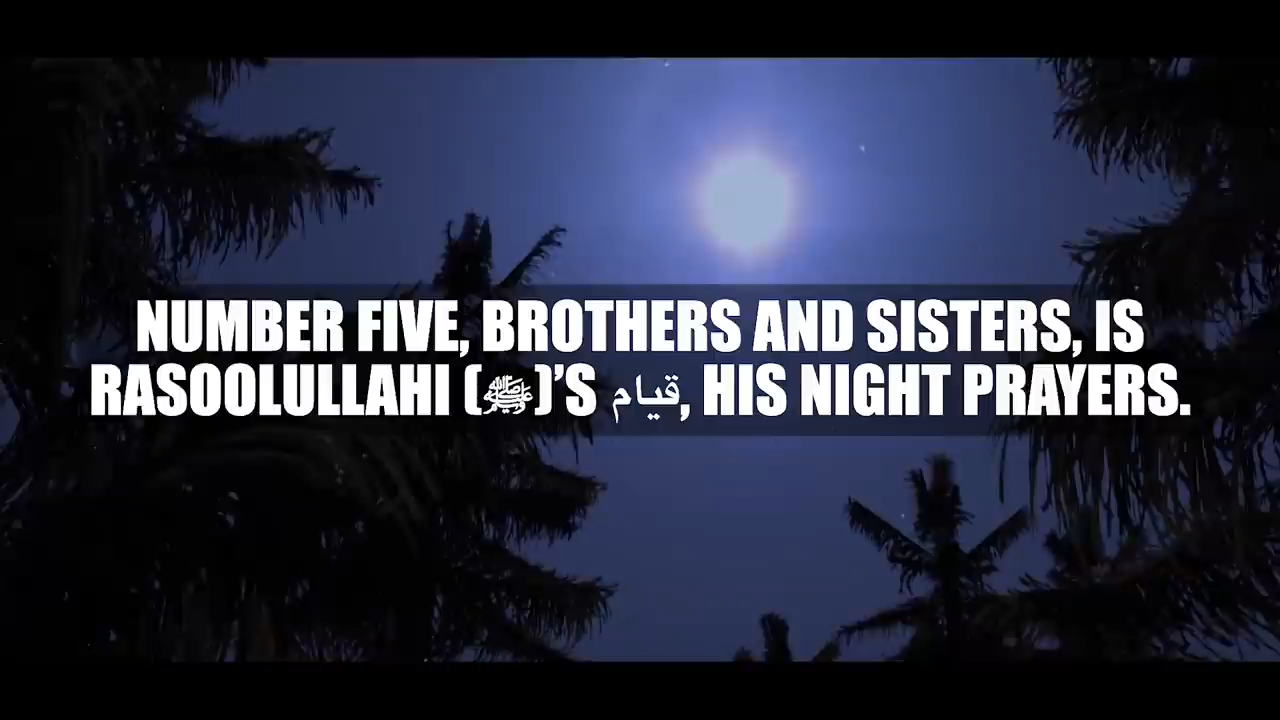 NUMBER FIVE, BROTHERS AND SISTERS, IS
RASOOLULLAHI (ﷺ)'S قيام, HIS NIGHT PRAYERS.